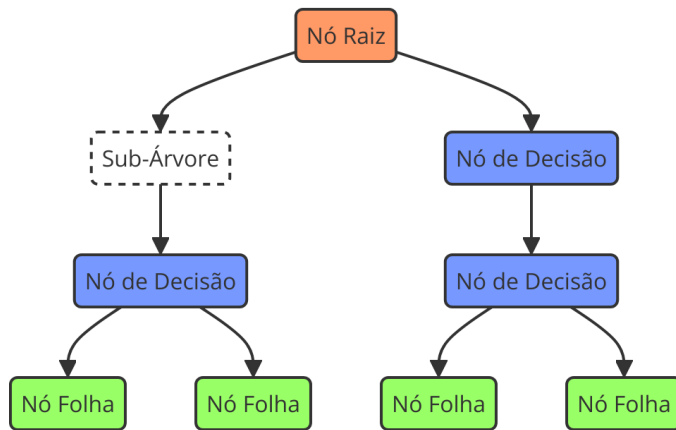 Nó Raiz
Sub-Árvore
Nó de Decisão
Nó de Decisão
Nó de Decisão
Nó Folha
Nó Folha
Nó Folha
Nó Folha